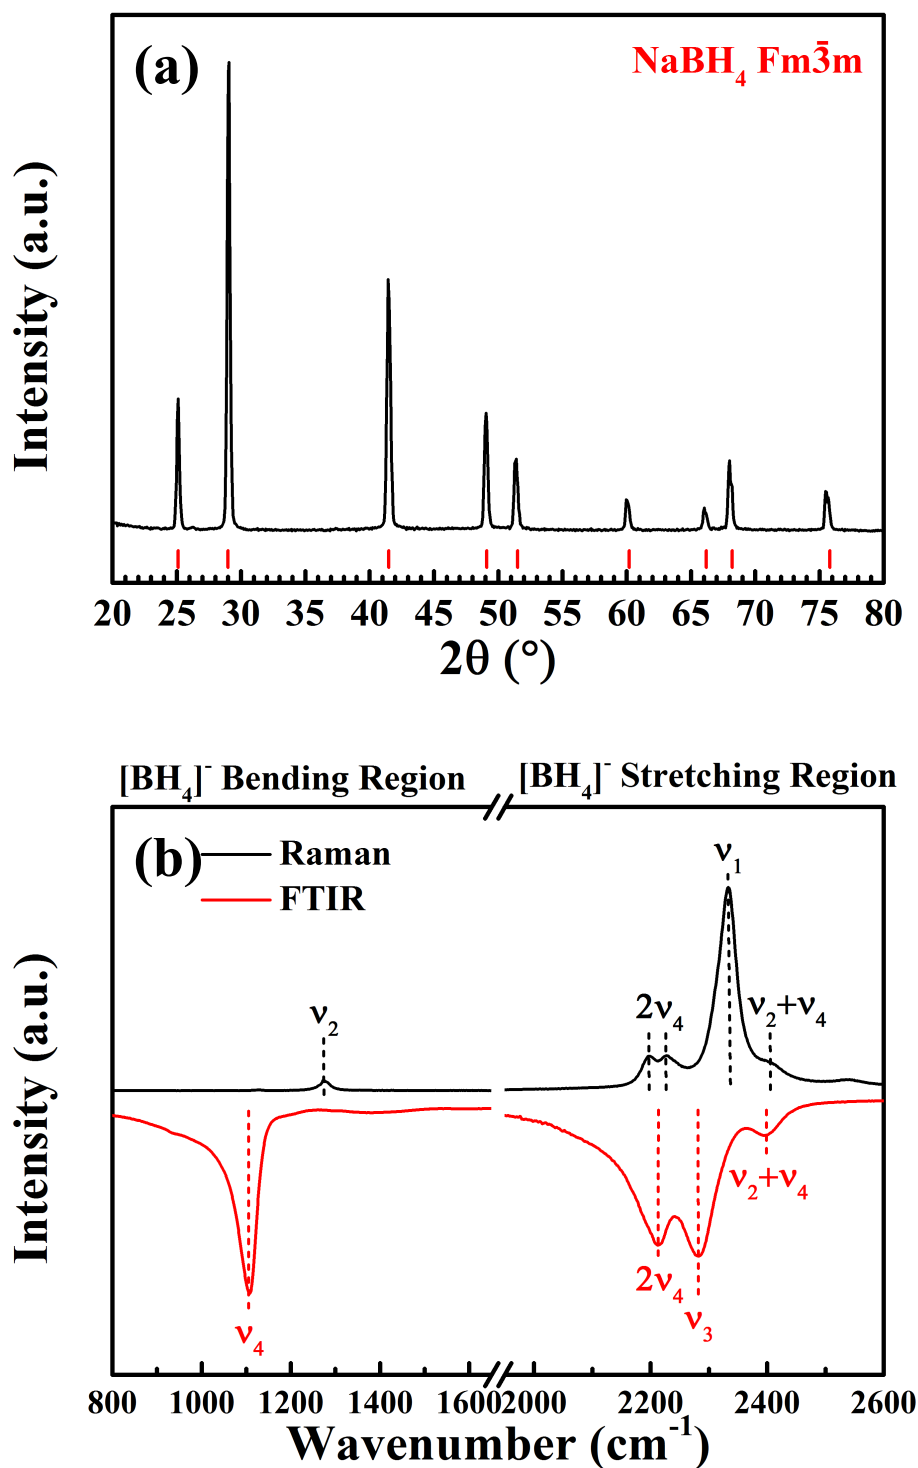 (a)
NaBH₄ Fm3̄m
Intensity (a.u.)
20 25 30 35 40 45 50 55 60 65 70 75 80
2θ (°)
[BH₄]⁻ Bending Region
[BH₄]⁻ Stretching Region
(b)
Raman
FTIR
ν₁
ν₂
2ν₄
ν₂+ν₄
ν₂+ν₄
2ν₄
ν₃
ν₄
Intensity (a.u.)
800 1000 1200 1400 1600 2000 2200 2400 2600
Wavenumber (cm⁻¹)